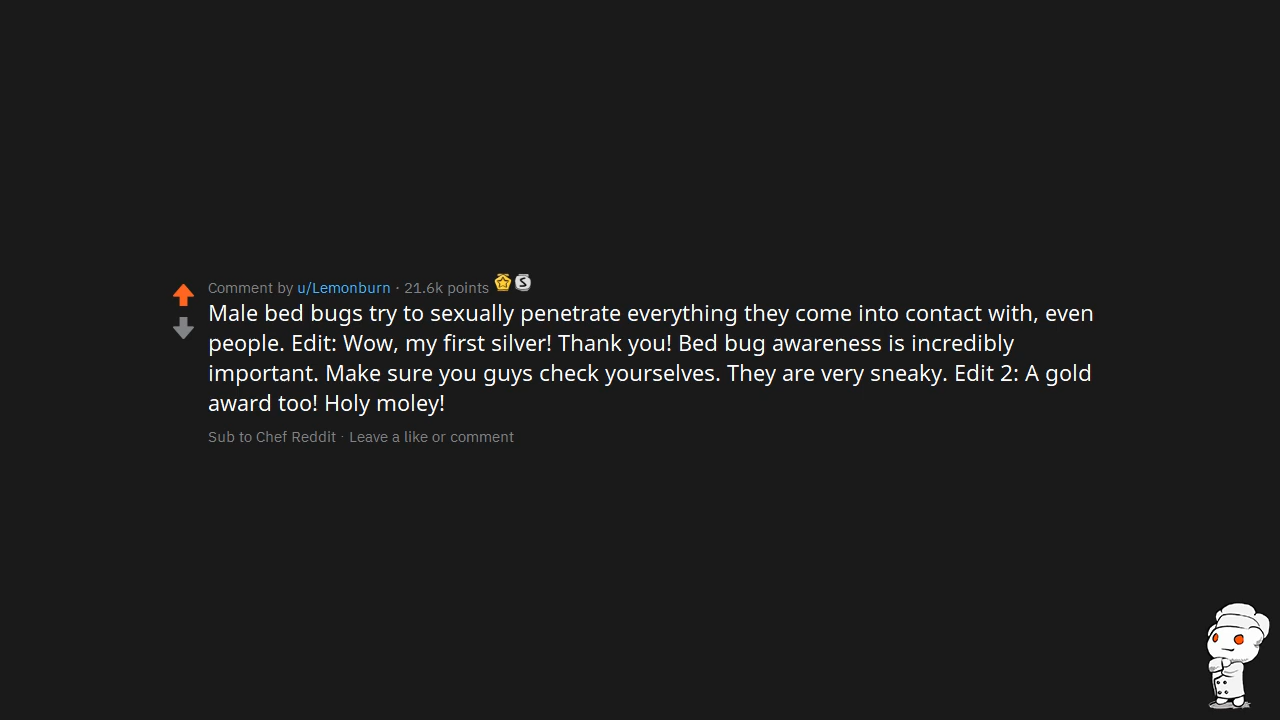 Comment by u/Lemonburn · 21.6k points
Male bed bugs try to sexually penetrate everything they come into contact with, even
people. Edit: Wow, my first silver! Thank you! Bed bug awareness is incredibly
important. Make sure you guys check yourselves. They are very sneaky. Edit 2: A gold
award too! Holy moley!
Sub to Chef Reddit · Leave a like or comment